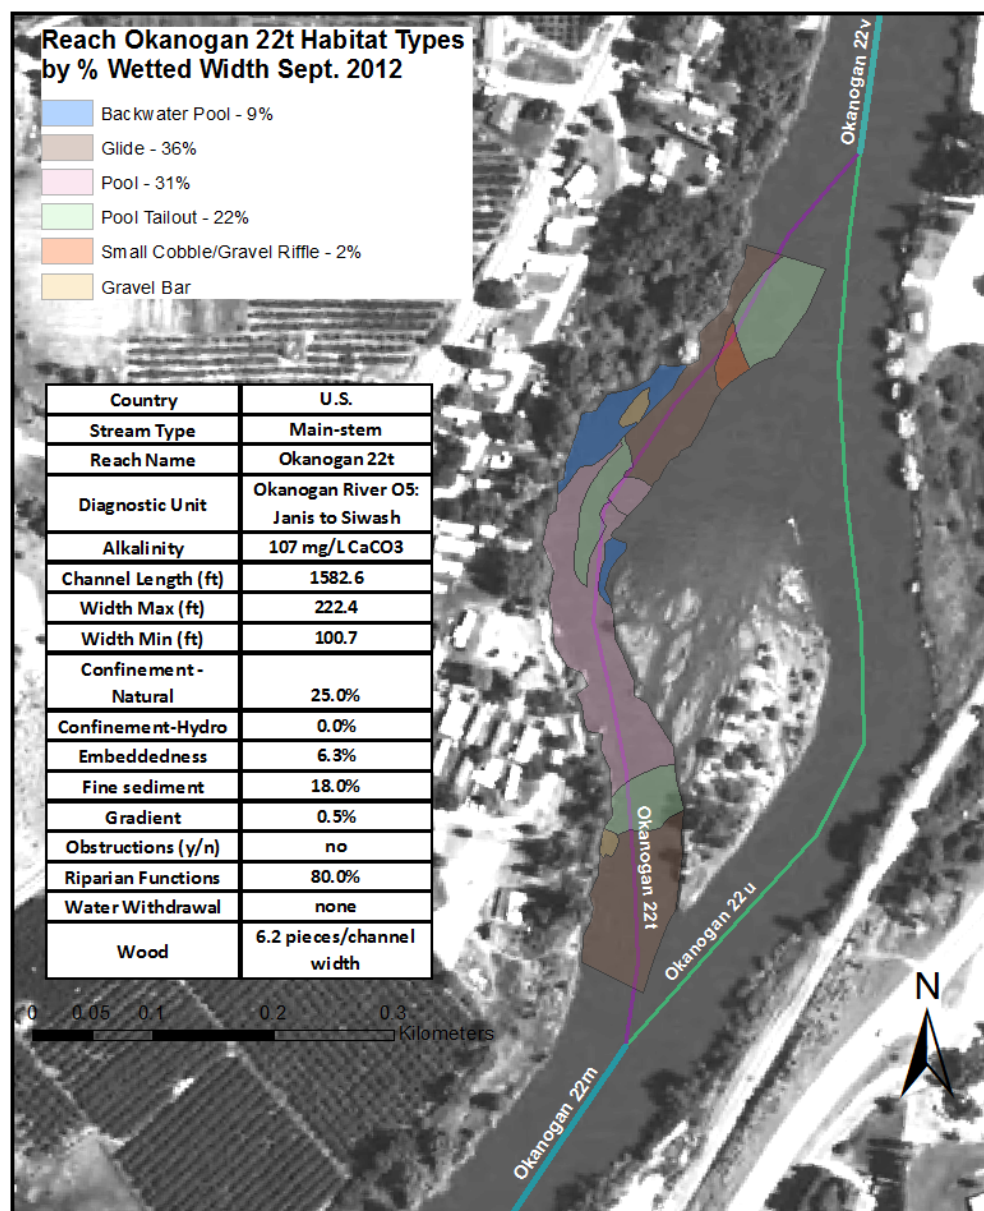 Reach Okanogan 22t Habitat Types
by % Wetted Width Sept. 2012
Backwater Pool - 9%
Glide - 36%
Pool - 31%
Pool Tailout - 22%
Small Cobble/Gravel Riffle - 2%
Gravel Bar
Okanogan 22v
Country U.S.
Stream Type Main-stem
Reach Name Okanogan 22t
Diagnostic Unit Okanogan River O5:
Janis to Siwash
Alkalinity 107 mg/L CaCO3
Channel Length (ft) 1582.6
Width Max (ft) 222.4
Width Min (ft) 100.7
Confinement -
Natural 25.0%
Confinement-Hydro 0.0%
Embeddedness 6.3%
Fine sediment 18.0%
Gradient 0.5%
Obstructions (y/n) no
Riparian Functions 80.0%
Water Withdrawal none
Wood 6.2 pieces/channel
width
Okanogan 22t
Okanogan 22u
0 0.05 0.1 0.2 0.3
Kilometers
N
Okanogan 22m